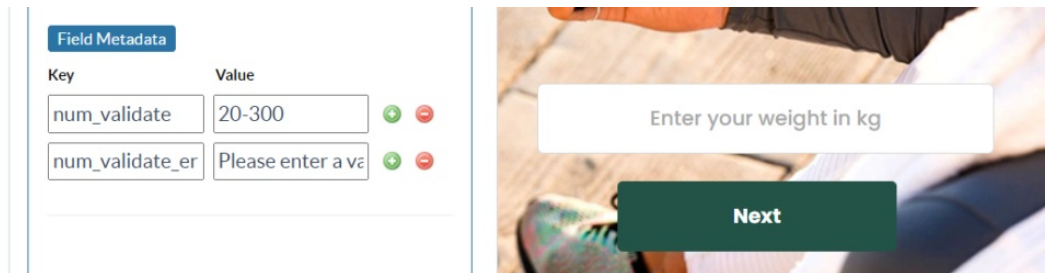 Field Metadata
Key Value
num_validate 20-300
num_validate_er Please enter a va
Enter your weight in kg
Next